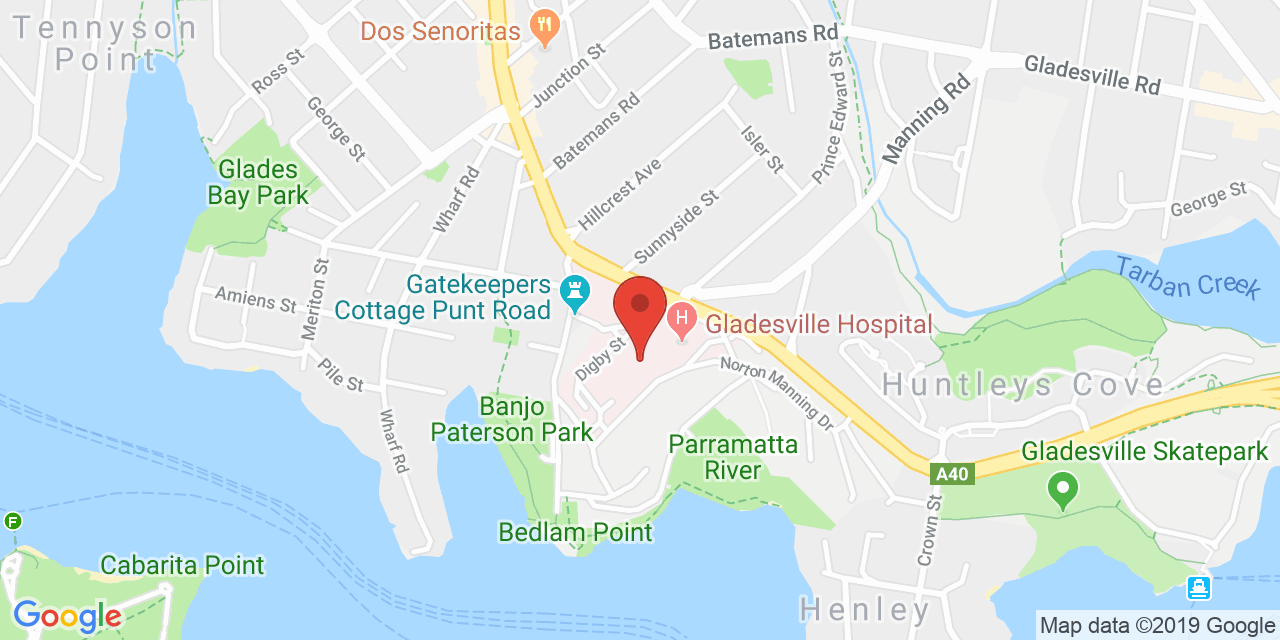 Tennyson
Point
Dos Senoritas
Batemans Rd
Gladesville Rd
Ross St
Junction St
George St
Batemans Rd
Prince Edward St
Manning Rd
Isler St
Glades
Bay Park
Wharf Rd
Hillcrest Ave
Sunnyside St
George St
Tarban Creek
Meriton St
Amiens St
Gatekeepers
Cottage Punt Road
H
Gladesville Hospital
Digby St
Pile St
Norton Manning Dr
Huntleys Cove
Banjo
Paterson Park
Wharf Rd
Parramatta
River
Gladesville Skatepark
A40
Crown St
Bedlam Point
F
Cabarita Point
Henley
Google
Map data ©2019 Google